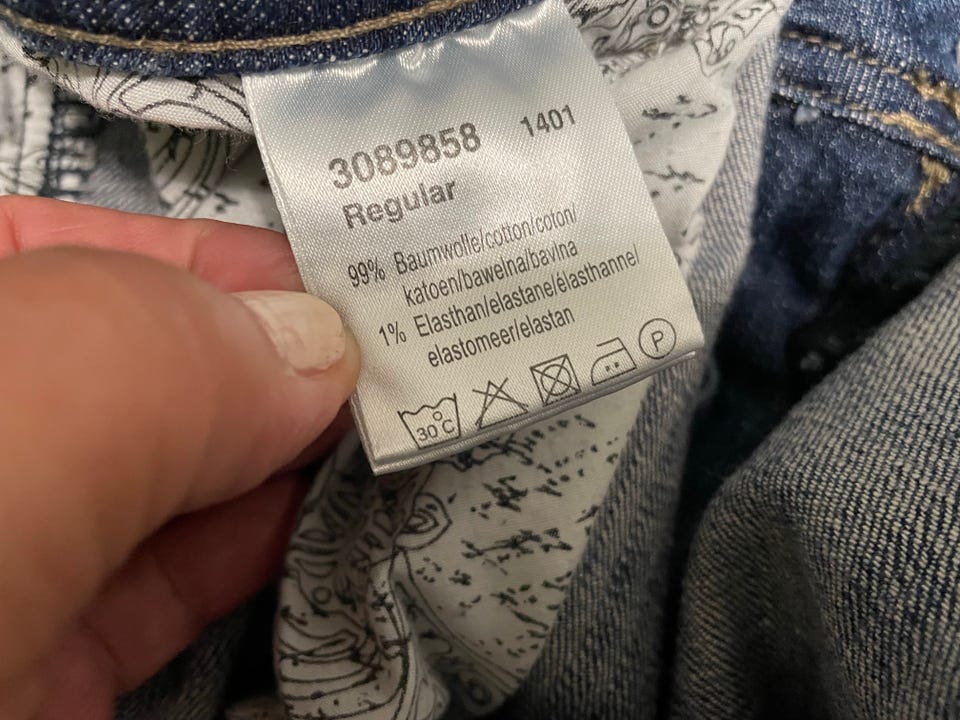 3089858 1401
Regular
99% Baumwolle/cotton/coton/
katoen/bawełna/bavlna
1% Elasthan/elastane/élasthanne/
elastomeer/elastan
30°C P